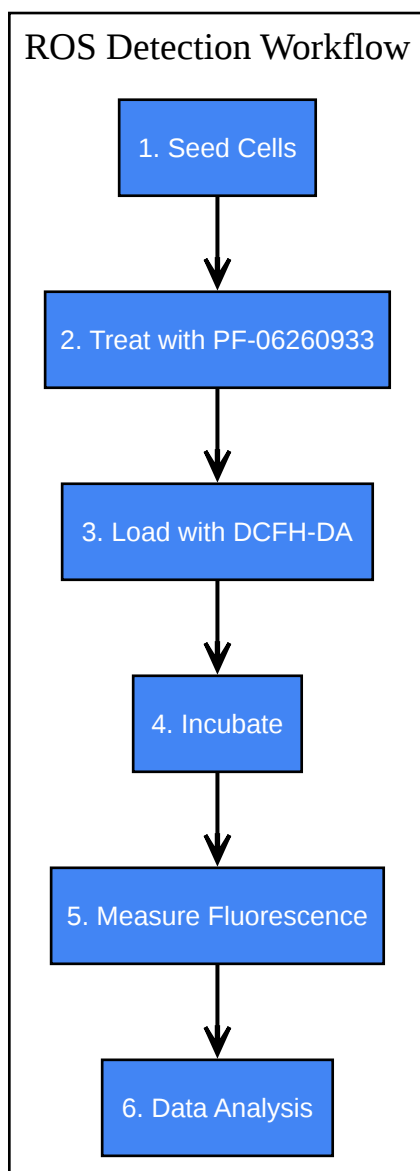 ROS Detection Workflow
1. Seed Cells
2. Treat with PF-06260933
3. Load with DCFH-DA
4. Incubate
5. Measure Fluorescence
6. Data Analysis